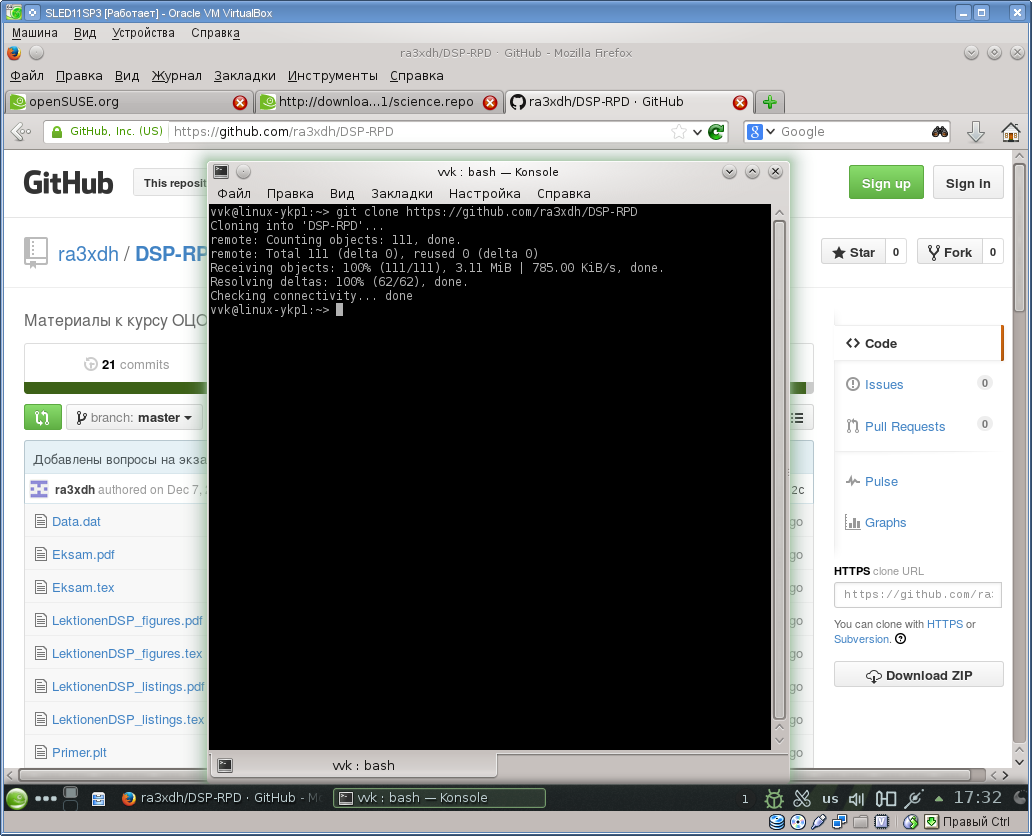 SLED11SP3 [Работает] - Oracle VM VirtualBox
Машина Вид Устройства Справка
ra3xdh/DSP-RPD · GitHub - Mozilla Firefox
Файл Правка Вид Журнал Закладки Инструменты Справка
openSUSE.org
http://downloa...1/science.repo
ra3xdh/DSP-RPD · GitHub
GitHub, Inc. (US)
https://github.com/ra3xdh/DSP-RPD
Google
vvk : bash — Konsole
Файл Правка Вид Закладки Настройка Справка
vvk@linux-ykpl:~> git clone https://github.com/ra3xdh/DSP-RPD
Cloning into 'DSP-RPD'...
remote: Counting objects: 111, done.
remote: Total 111 (delta 0), reused 0 (delta 0)
Receiving objects: 100% (111/111), 3.11 MiB | 785.00 KiB/s, done.
Resolving deltas: 100% (62/62), done.
Checking connectivity... done
vvk@linux-ykpl:~>
vvk : bash
GitHub
This reposit
Sign up
Sign in
ra3xdh / DSP-RP
Star 0
Fork 0
Материалы к курсу ОЦО
21 commits
branch: master
Добавлены вопросы на экза
ra3xdh authored on Dec 7,
2c
Data.dat
go
Eksam.pdf
go
Eksam.tex
go
LektionenDSP_figures.pdf
go
LektionenDSP_figures.tex
go
LektionenDSP_listings.pdf
go
LektionenDSP_listings.tex
go
Primer.plt
go
Code
Issues 0
Pull Requests 0
Pulse
Graphs
HTTPS clone URL
https://github.com/ra
You can clone with HTTPS or
Subversion.
Download ZIP
ra3xdh/DSP-RPD · GitHub - Mo
vvk : bash — Konsole
1
us
17:32
Правый Ctrl